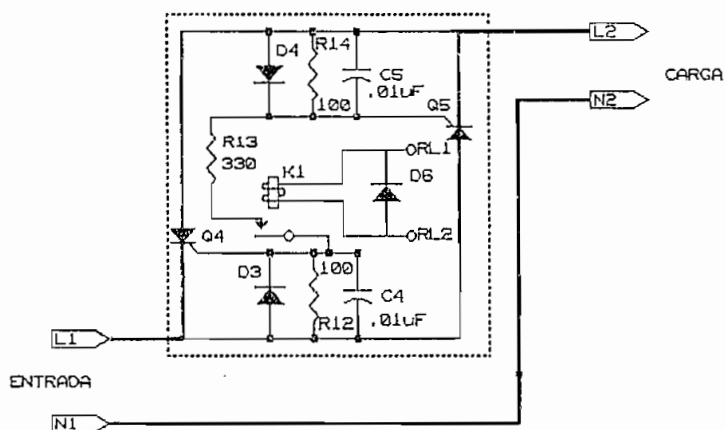 D4
R14
C5
.01uF
100
L2
CARGA
Q5
N2
R13
330
K1
RL1
D6
RL2
Q4
D3
100
C4
.01uF
R12
L1
ENTRADA
N1